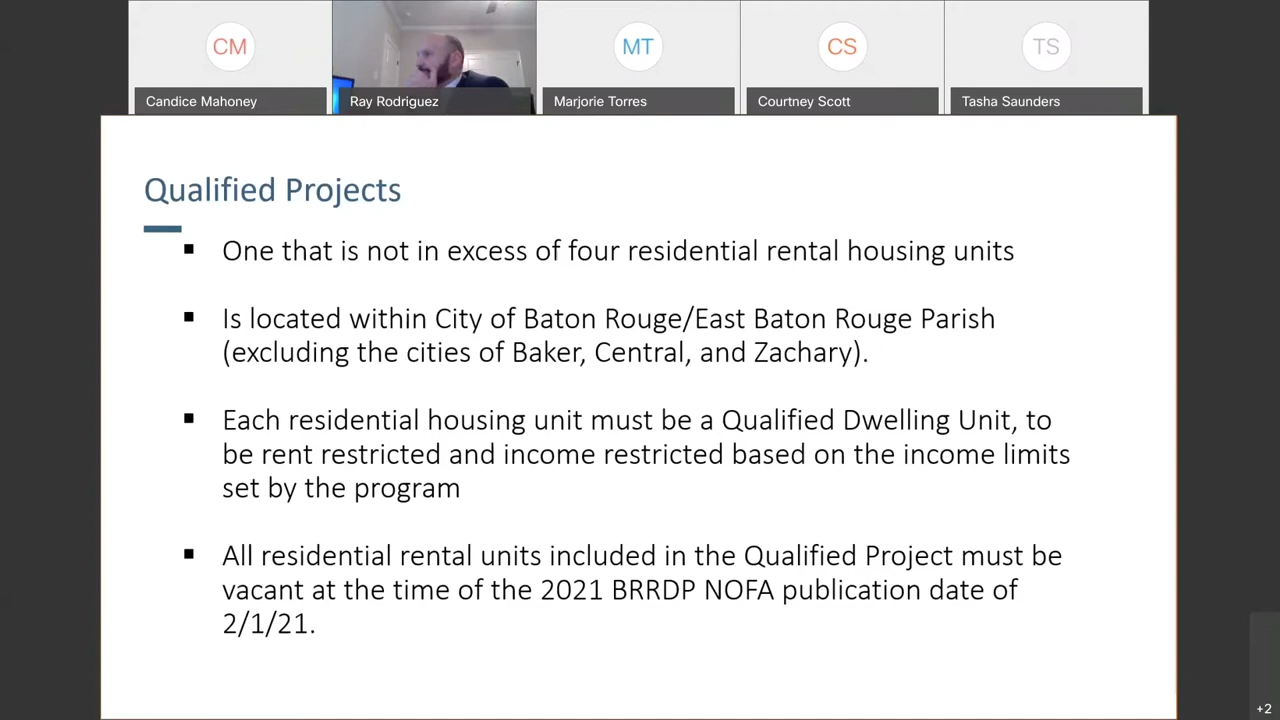 CM
MT
CS
TS
Candice Mahoney
Ray Rodriguez
Marjorie Torres
Courtney Scott
Tasha Saunders
Qualified Projects
▪ One that is not in excess of four residential rental housing units
▪ Is located within City of Baton Rouge/East Baton Rouge Parish
(excluding the cities of Baker, Central, and Zachary).
▪ Each residential housing unit must be a Qualified Dwelling Unit, to
be rent restricted and income restricted based on the income limits
set by the program
▪ All residential rental units included in the Qualified Project must be
vacant at the time of the 2021 BRRDP NOFA publication date of
2/1/21.
+2